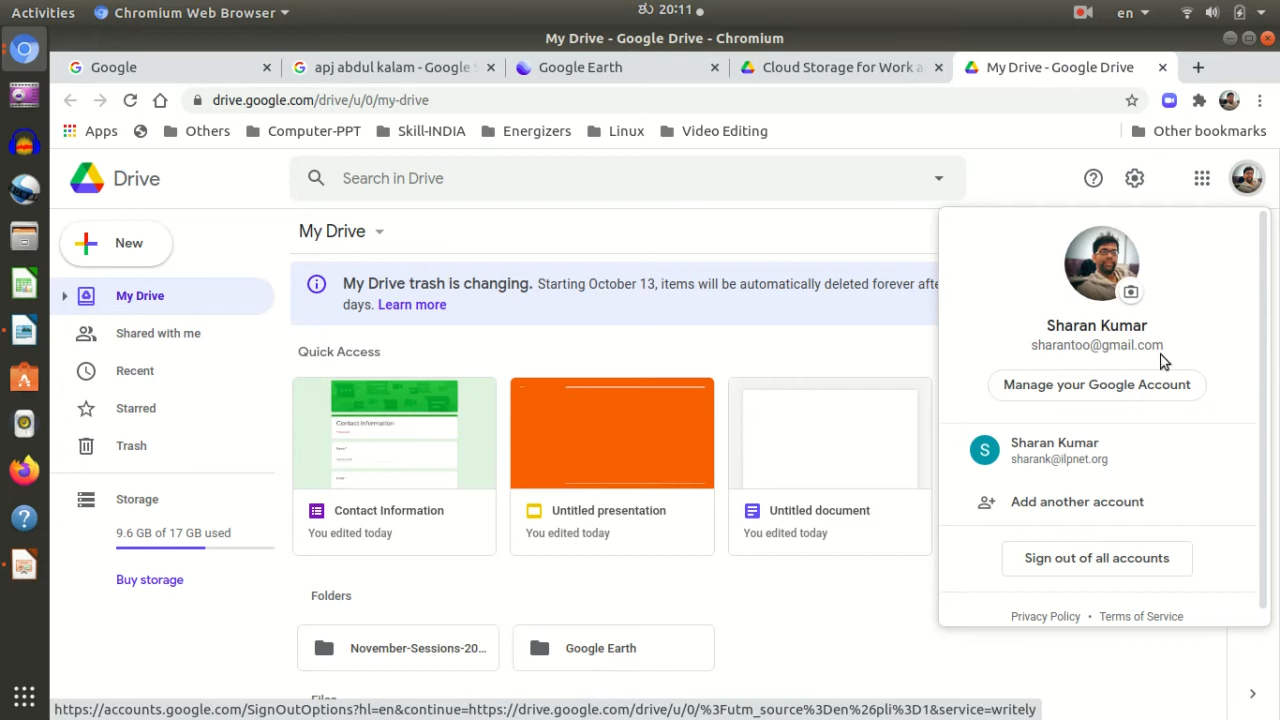 Activities Chromium Web Browser 20:11 en
My Drive - Google Drive - Chromium
Google apj abdul kalam - Google Google Earth Cloud Storage for Work a My Drive - Google Drive
drive.google.com/drive/u/0/my-drive
Apps Others Computer-PPT Skill-INDIA Energizers Linux Video Editing Other bookmarks
Drive Search in Drive
New
My Drive
Shared with me
Recent
Starred
Trash
Storage
9.6 GB of 17 GB used
Buy storage
My Drive
My Drive trash is changing. Starting October 13, items will be automatically deleted forever afte
days. Learn more
Quick Access
Contact Information
Contact Information
You edited today
Untitled presentation
You edited today
Untitled document
You edited today
Folders
November-Sessions-20...
Google Earth
Sharan Kumar
sharantoo@gmail.com
Manage your Google Account
S
Sharan Kumar
sharank@ilpnet.org
Add another account
Sign out of all accounts
Privacy Policy • Terms of Service
https://accounts.google.com/SignOutOptions?hl=en&continue=https://drive.google.com/drive/u/0/%3Futm_source%3Den%26pli%3D1&service=writely